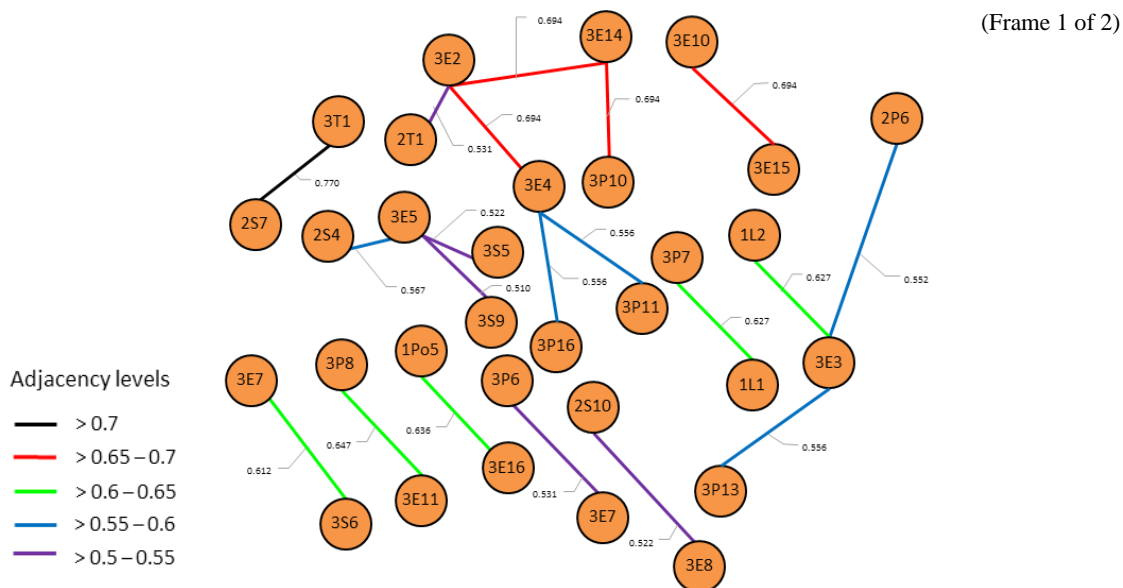 (Frame 1 of 2)
0.694
3E14
3E10
3E2
0.694
0.694
0.694
2P6
3T1
2T1
0.531
3E15
3E4
3P10
0.770
2S7
2S4
3E5
0.522
3S5
0.556
1L2
3P7
0.567
0.510
0.556
0.627
0.552
3S9
3P11
0.627
3P16
3E7
3P8
1Po5
3P6
3E3
1L1
2S10
Adjacency levels
> 0.7
> 0.65 – 0.7
> 0.6 – 0.65
> 0.55 – 0.6
> 0.5 – 0.55
0.612
0.647
0.636
0.556
3E16
3E11
0.531
3P13
3S6
3E7
0.522
3E8